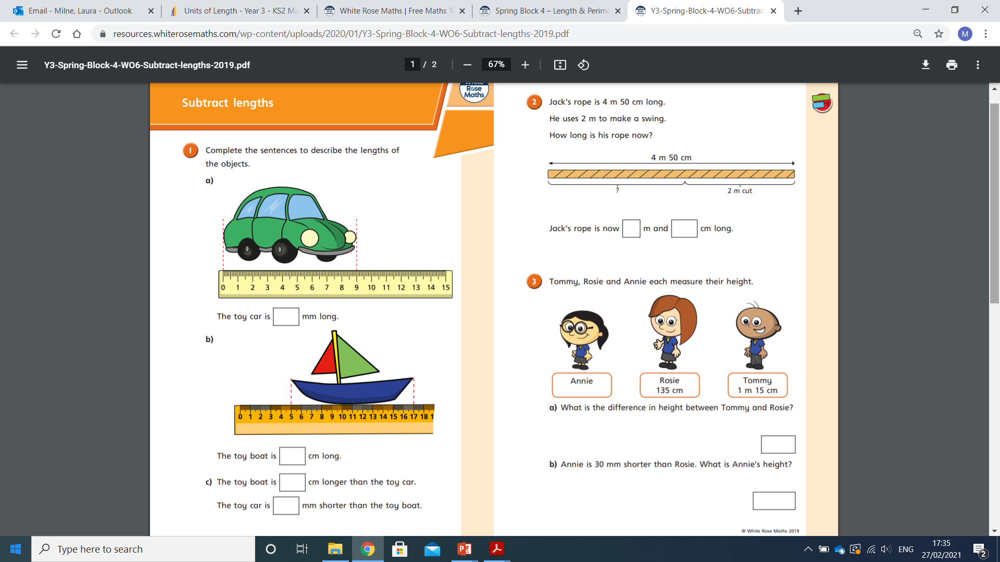 Email - Milne, Laura - Outlook
Units of Length - Year 3 - KS2 Ma
White Rose Maths | Free Maths Te
Spring Block 4 – Length & Perime
Y3-Spring-Block-4-WO6-Subtrac
resources.whiterosemaths.com/wp-content/uploads/2020/01/Y3-Spring-Block-4-WO6-Subtract-lengths-2019.pdf
M
Y3-Spring-Block-4-WO6-Subtract-lengths-2019.pdf
1 / 2
67%
Subtract lengths
White
Rose
Maths
1 Complete the sentences to describe the lengths of
the objects.
a)
0 1 2 3 4 5 6 7 8 9 10 11 12 13 14 15
The toy car is mm long.
b)
0 1 2 3 4 5 6 7 8 9 10 11 12 13 14 15 16 17 18 1
The toy boat is cm long.
c) The toy boat is cm longer than the toy car.
The toy car is mm shorter than the toy boat.
2 Jack's rope is 4 m 50 cm long.
He uses 2 m to make a swing.
How long is his rope now?
4 m 50 cm
? 2 m cut
Jack's rope is now m and cm long.
3 Tommy, Rosie and Annie each measure their height.
Annie
Rosie
135 cm
Tommy
1 m 15 cm
a) What is the difference in height between Tommy and Rosie?
b) Annie is 30 mm shorter than Rosie. What is Annie's height?
© White Rose Maths 2019
Type here to search
ENG
17:35
27/02/2021
2